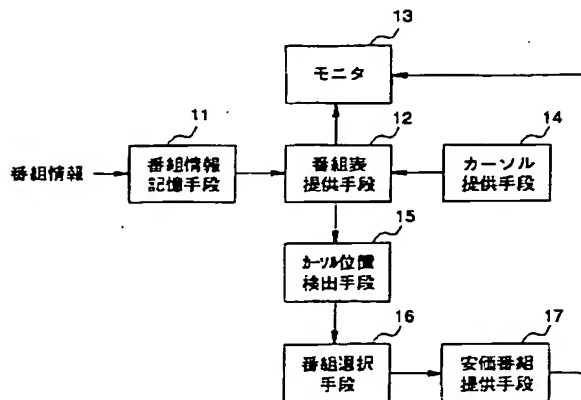 13
モニタ
11
12
14
番組情報
番組情報
記憶手段
番組表
提供手段
カーソル
提供手段
15
カーソル位置
検出手段
16
17
番組選択
手段
安価番組
提供手段